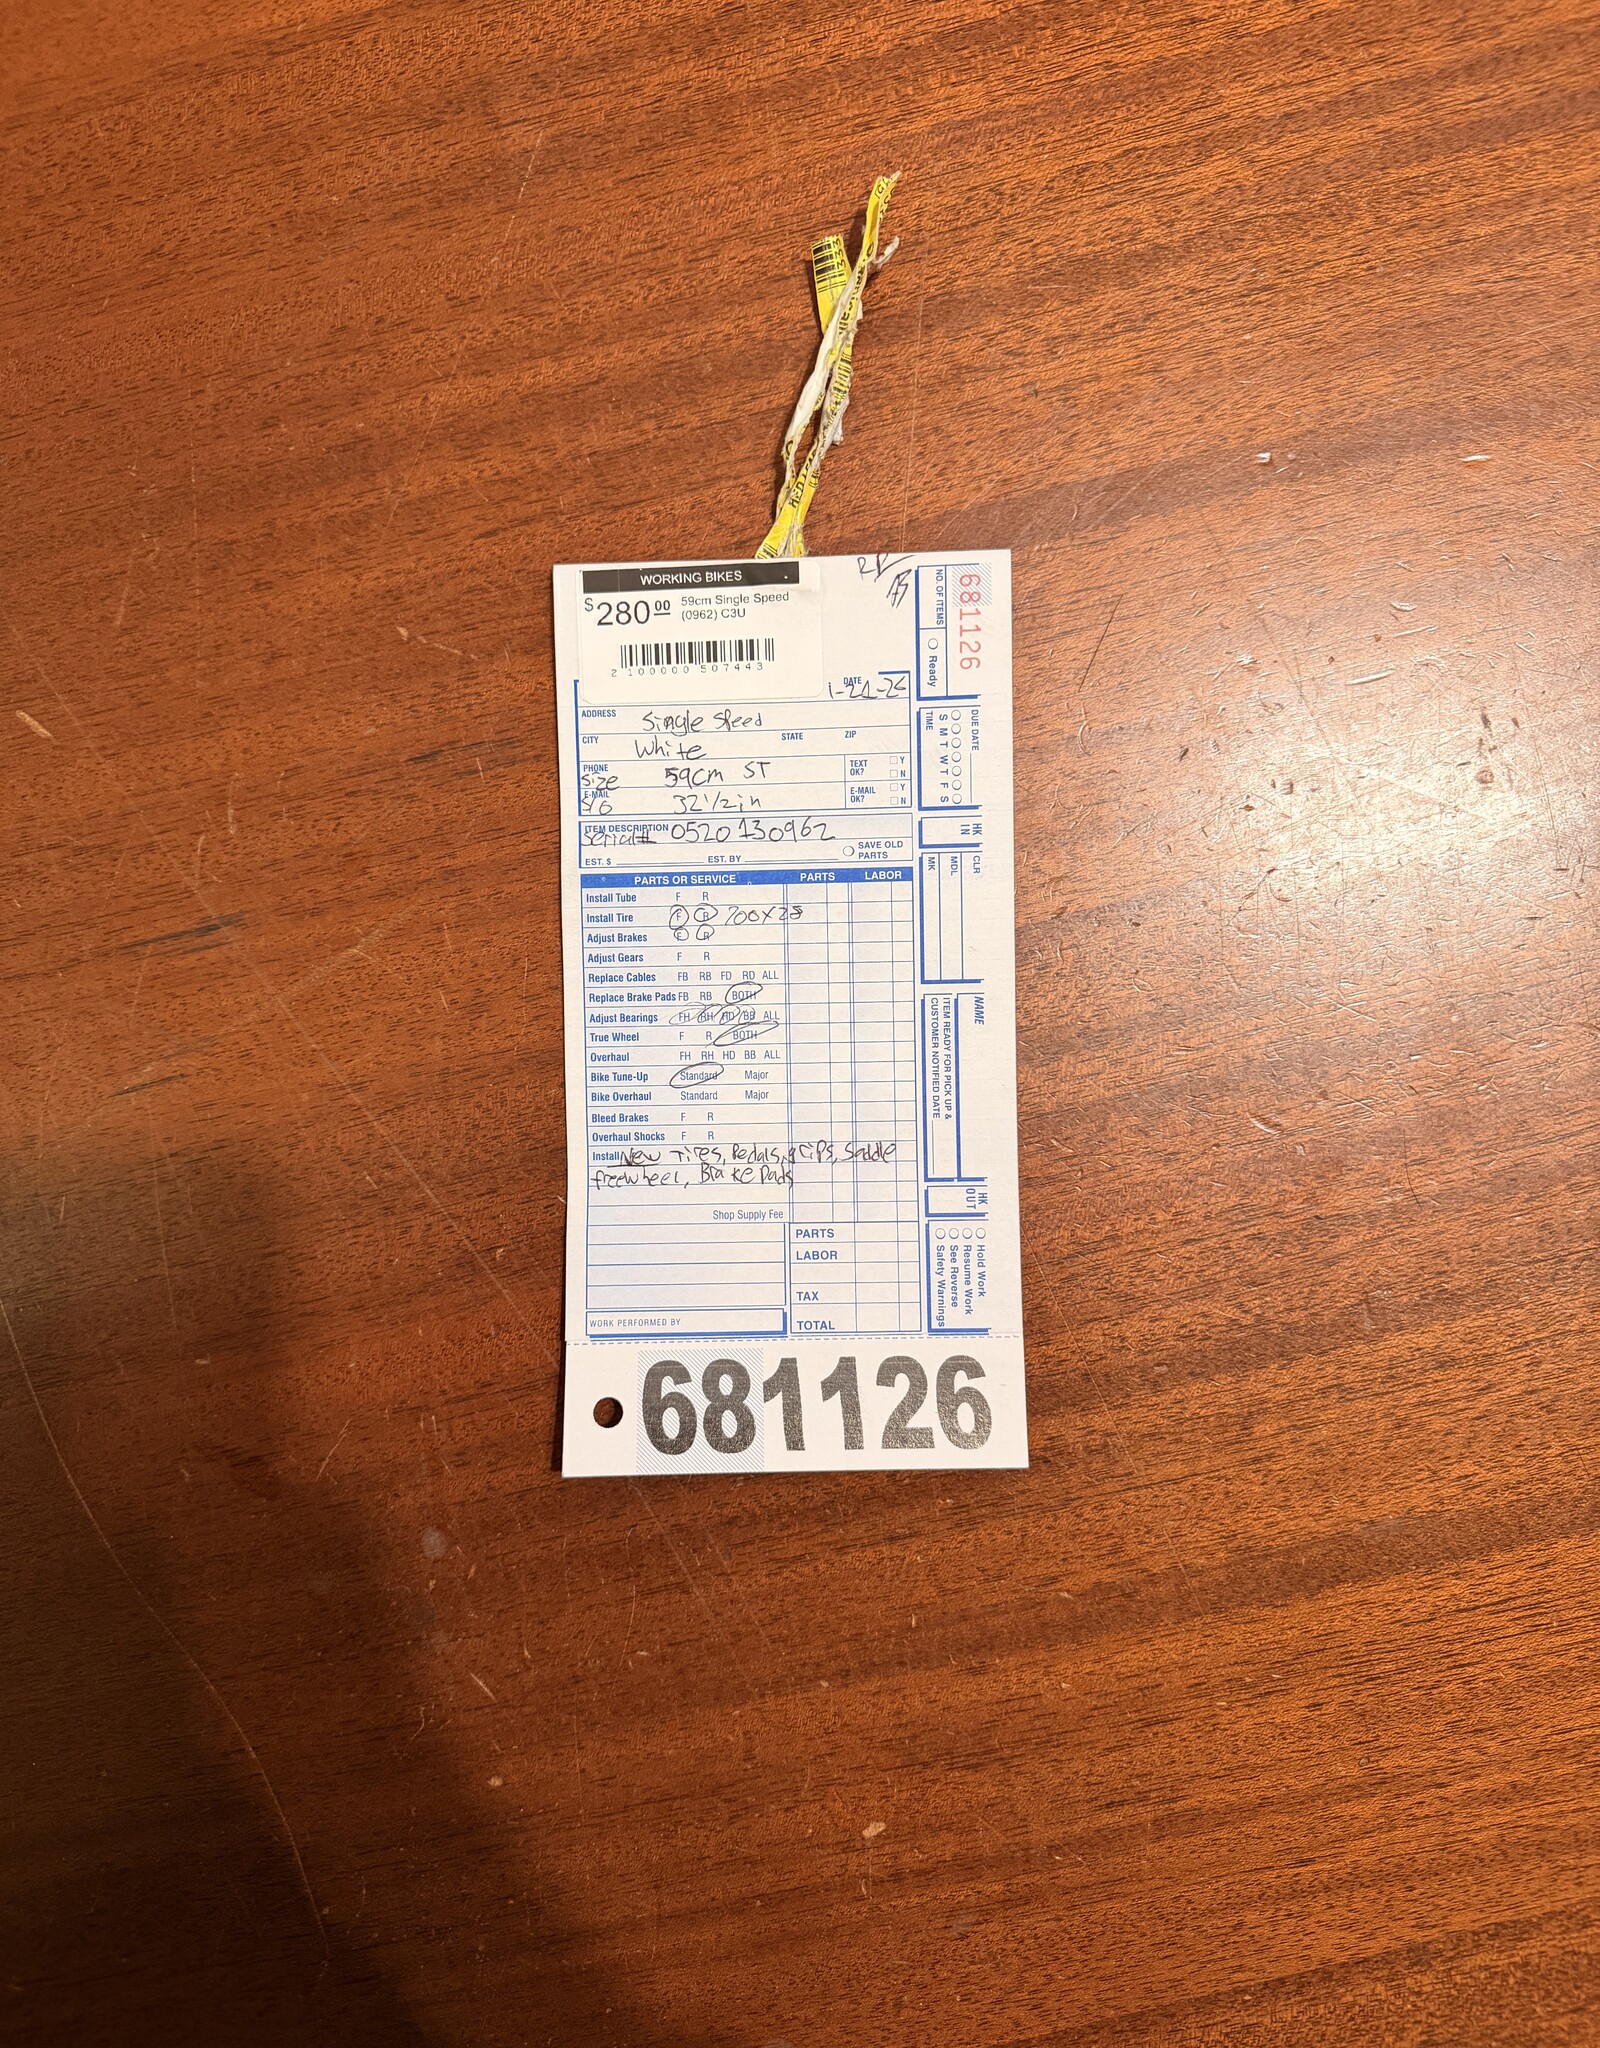 WORKING BIKES
$280.00 59cm Single Speed
(0962) C3U
2 100000 507443
DATE
1-21-26
ADDRESS Single Speed
CITY White STATE ZIP
PHONE TEXT OK? Y N
Size 59cm ST
E-MAIL E-MAIL OK? Y N
S/O 32 1/2 in
ITEM DESCRIPTION
Serial# 0520130962
EST. $ EST. BY SAVE OLD PARTS
PARTS OR SERVICE PARTS LABOR
Install Tube F R
Install Tire F R 700x28
Adjust Brakes F R
Adjust Gears F R
Replace Cables FB RB FD RD ALL
Replace Brake Pads FB RB BOTH
Adjust Bearings FH RH HD BB ALL
True Wheel F R BOTH
Overhaul FH RH HD BB ALL
Bike Tune-Up Standard Major
Bike Overhaul Standard Major
Bleed Brakes F R
Overhaul Shocks F R
Install New Tires, Pedals, grips, Saddle
freewheel, Brake Pads
Shop Supply Fee
PARTS
LABOR
TAX
WORK PERFORMED BY
TOTAL
681126
NO. OF ITEMS
Ready
DUE DATE
S M T W T F S
TIME
HK IN
CLR
MDL
MK
NAME
ITEM READY FOR PICK UP &
CUSTOMER NOTIFIED DATE
HK OUT
Hold Work
Resume Work
See Reverse
Safety Warnings
681126